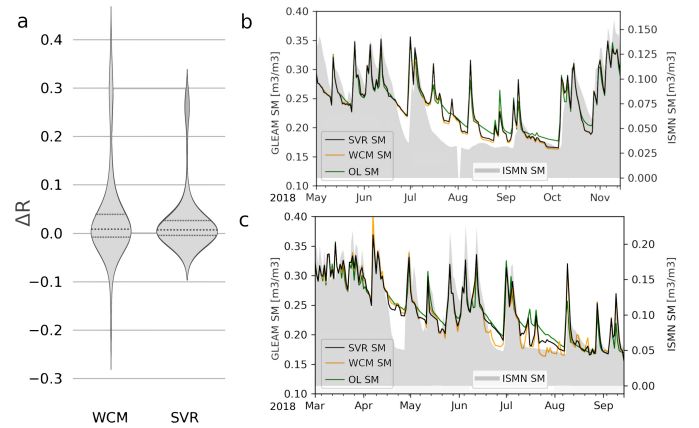 a
0.4
0.3
0.2
0.1
0.0
−0.1
−0.2
−0.3
ΔR
WCM
SVR
b
0.40
0.35
0.30
0.25
0.20
0.15
0.10
GLEAM SM [m3/m3]
0.150
0.125
0.100
0.075
0.050
0.025
0.000
ISMN SM [m3/m3]
SVR SM
WCM SM
OL SM
ISMN SM
May Jun Jul Aug Sep Oct Nov
2018
c
0.40
0.35
0.30
0.25
0.20
0.15
0.10
GLEAM SM [m3/m3]
0.20
0.15
0.10
0.05
0.00
ISMN SM [m3/m3]
SVR SM
WCM SM
OL SM
ISMN SM
2018 Mar Apr May Jun Jul Aug Sep